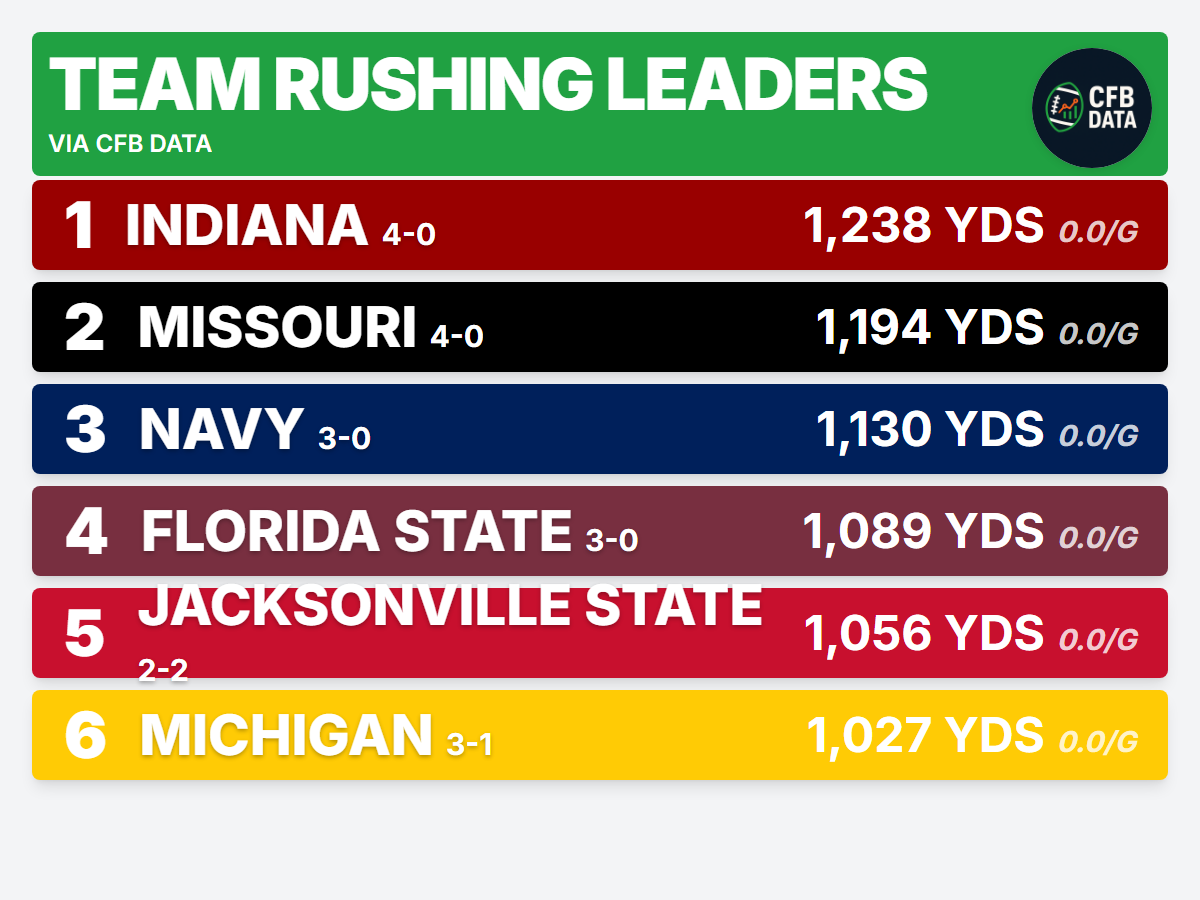 TEAM RUSHING LEADERS
VIA CFB DATA
CFB
DATA
1 INDIANA 4-0 1,238 YDS 0.0/G
2 MISSOURI 4-0 1,194 YDS 0.0/G
3 NAVY 3-0 1,130 YDS 0.0/G
4 FLORIDA STATE 3-0 1,089 YDS 0.0/G
5 JACKSONVILLE STATE 2-2 1,056 YDS 0.0/G
6 MICHIGAN 3-1 1,027 YDS 0.0/G